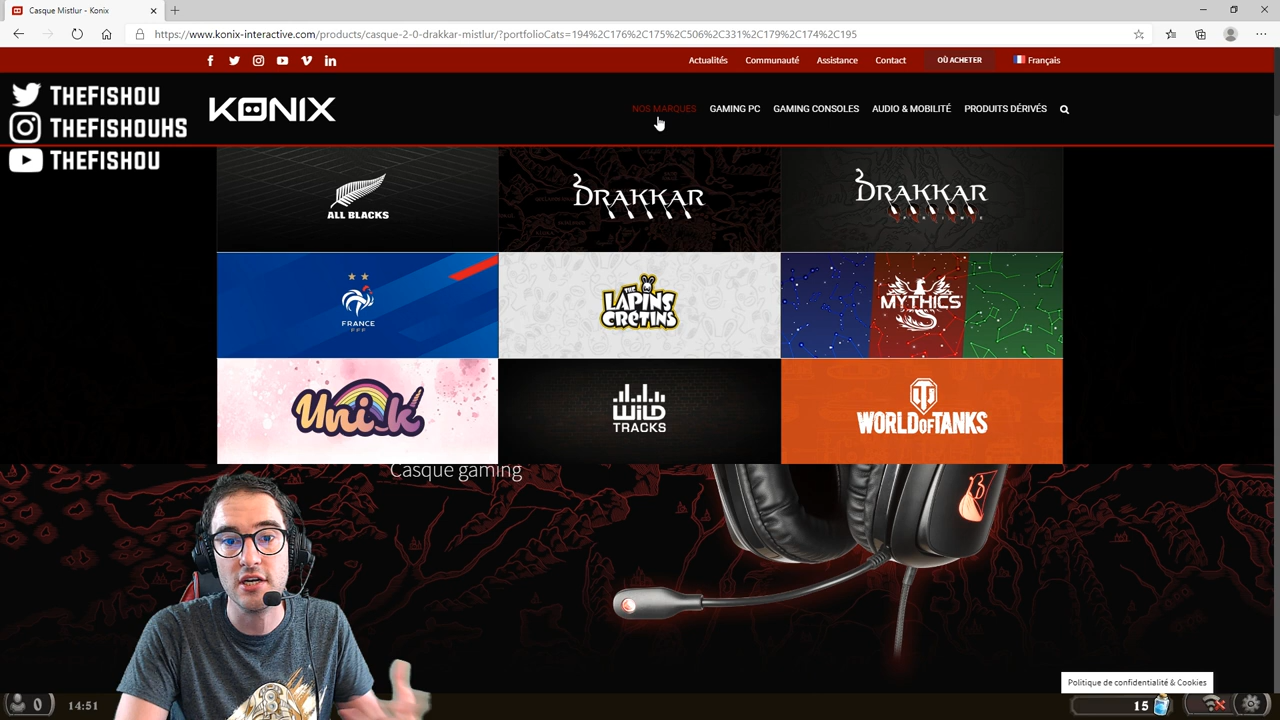 Casque Mistlur - Konix
https://www.konix-interactive.com/products/casque-2-0-drakkar-mistlur/?portfolioCats=194%2C176%2C175%2C506%2C331%2C179%2C174%2C195
Actualités Communauté Assistance Contact OÙ ACHETER Français
THEFISHOU
THEFISHOUHS
THEFISHOU
KONIX
NOS MARQUES GAMING PC GAMING CONSOLES AUDIO & MOBILITÉ PRODUITS DÉRIVÉS
ALL BLACKS
DRAKKAR
DRAKKAR
FRANCE
FFF
THE
LAPINS
CRÉTINS
MYTHICS
Unik
WILD
TRACKS
WORLD OF TANKS
Casque gaming
Politique de confidentialité & Cookies
0 14:51
15